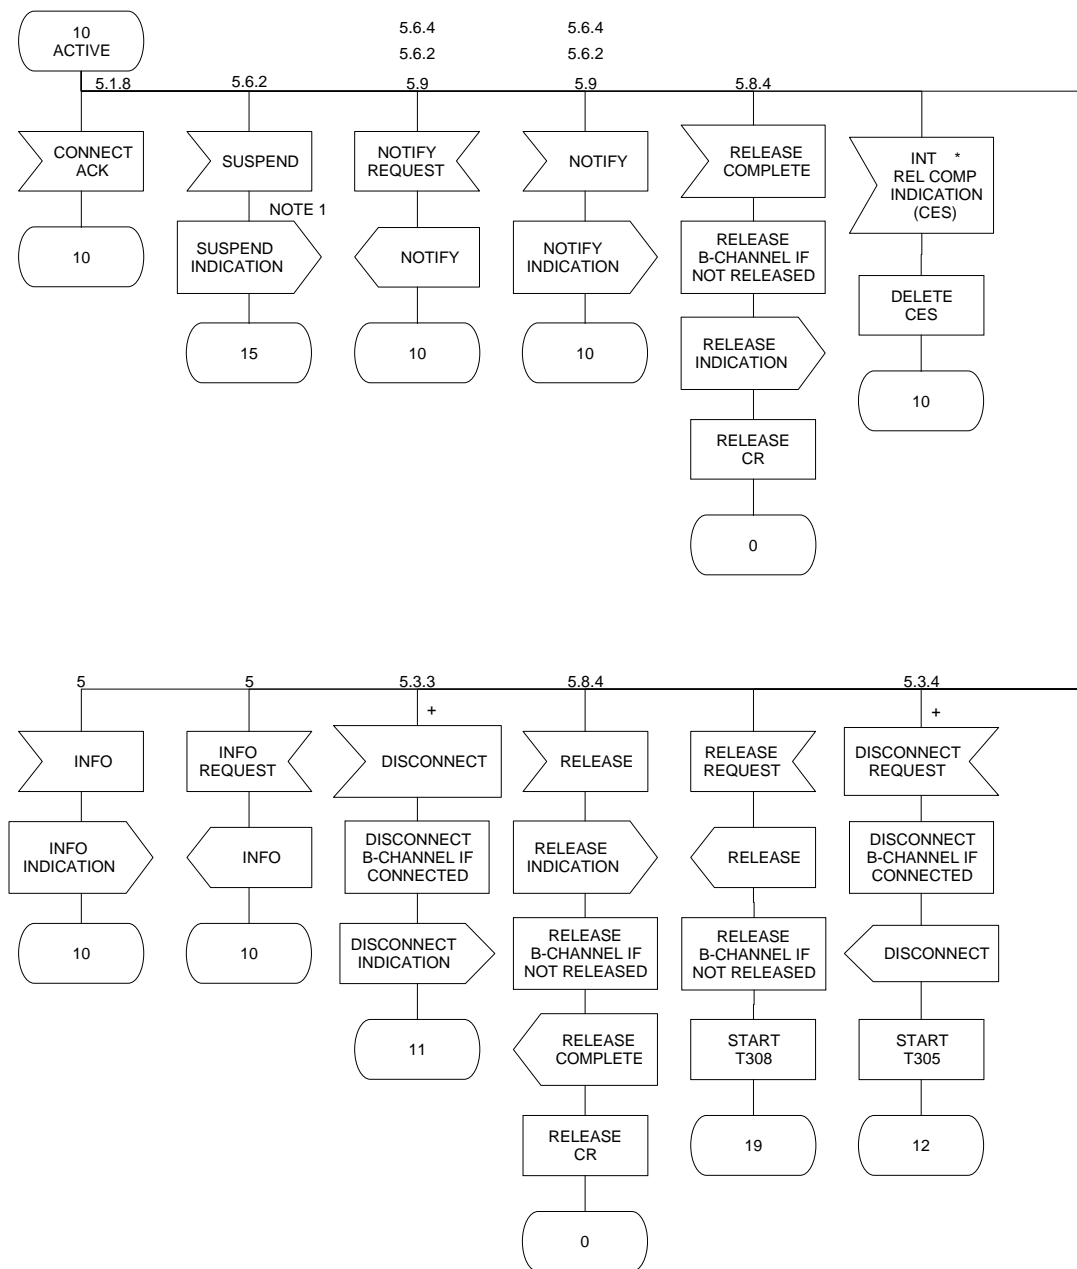 10
ACTIVE
5.6.4
5.6.2
5.6.4
5.6.2
5.1.8
5.6.2
5.9
5.9
5.8.4
CONNECT
ACK
10
SUSPEND
NOTE 1
SUSPEND
INDICATION
15
NOTIFY
REQUEST
NOTIFY
10
NOTIFY
NOTIFY
INDICATION
10
RELEASE
COMPLETE
RELEASE
B-CHANNEL IF
NOT RELEASED
RELEASE
INDICATION
RELEASE
CR
0
INT *
REL COMP
INDICATION
(CES)
DELETE
CES
10
5
5
5.3.3
5.8.4
5.3.4
INFO
INFO
INDICATION
10
INFO
REQUEST
INFO
10
+
DISCONNECT
DISCONNECT
B-CHANNEL IF
CONNECTED
DISCONNECT
INDICATION
11
RELEASE
RELEASE
INDICATION
RELEASE
B-CHANNEL IF
NOT RELEASED
RELEASE
COMPLETE
RELEASE
CR
0
RELEASE
REQUEST
RELEASE
RELEASE
B-CHANNEL IF
NOT RELEASED
START
T308
19
+
DISCONNECT
REQUEST
DISCONNECT
B-CHANNEL IF
CONNECTED
DISCONNECT
START
T305
12